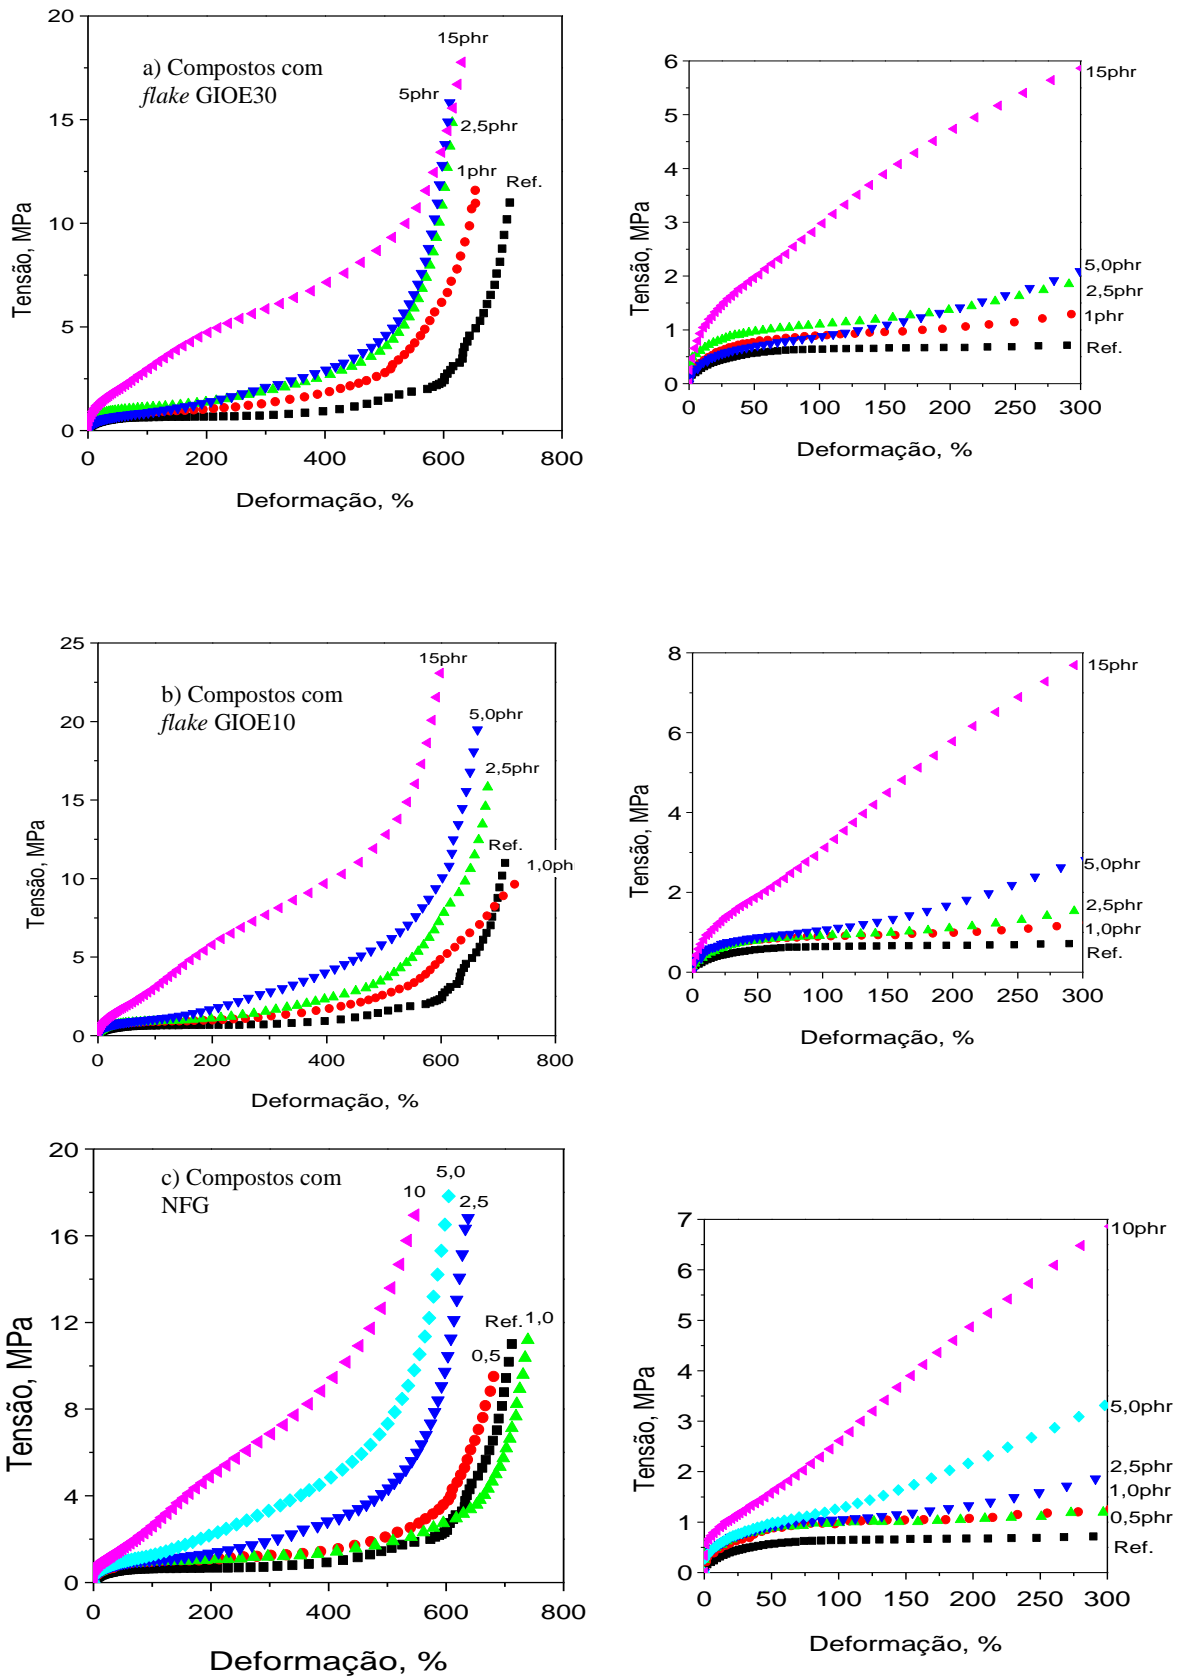 20
15
10
5
0
0 200 400 600 800
Tensão, MPa
Deformação, %
a) Compostos com
flake GIOE30
15phr
5phr
2,5phr
1phr
Ref.
6
5
4
3
2
1
0
0 50 100 150 200 250 300
Tensão, MPa
Deformação, %
15phr
5,0phr
2,5phr
1phr
Ref.
25
20
15
10
5
0
0 200 400 600 800
Tensão, MPa
Deformação, %
b) Compostos com
flake GIOE10
15phr
5,0phr
2,5phr
Ref.
1,0ph
8
6
4
2
0
0 50 100 150 200 250 300
Tensão, MPa
Deformação, %
15phr
5,0phr
2,5phr
1,0phr
Ref.
20
16
12
8
4
0
0 200 400 600 800
Tensão, MPa
Deformação, %
c) Compostos com
NFG
10
5,0
2,5
Ref.
1,0
0,5
7
6
5
4
3
2
1
0
0 50 100 150 200 250 300
Tensão, MPa
Deformação, %
10phr
5,0phr
2,5phr
1,0phr
0,5phr
Ref.